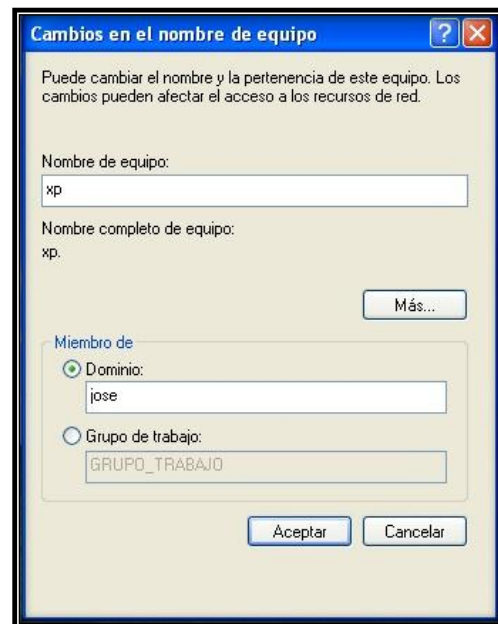 Cambios en el nombre de equipo
Puede cambiar el nombre y la pertenencia de este equipo. Los
cambios pueden afectar el acceso a los recursos de red.
Nombre de equipo:
xp
Nombre completo de equipo:
xp.
Más...
Miembro de
Dominio:
jose
Grupo de trabajo:
GRUPO_TRABAJO
Aceptar
Cancelar